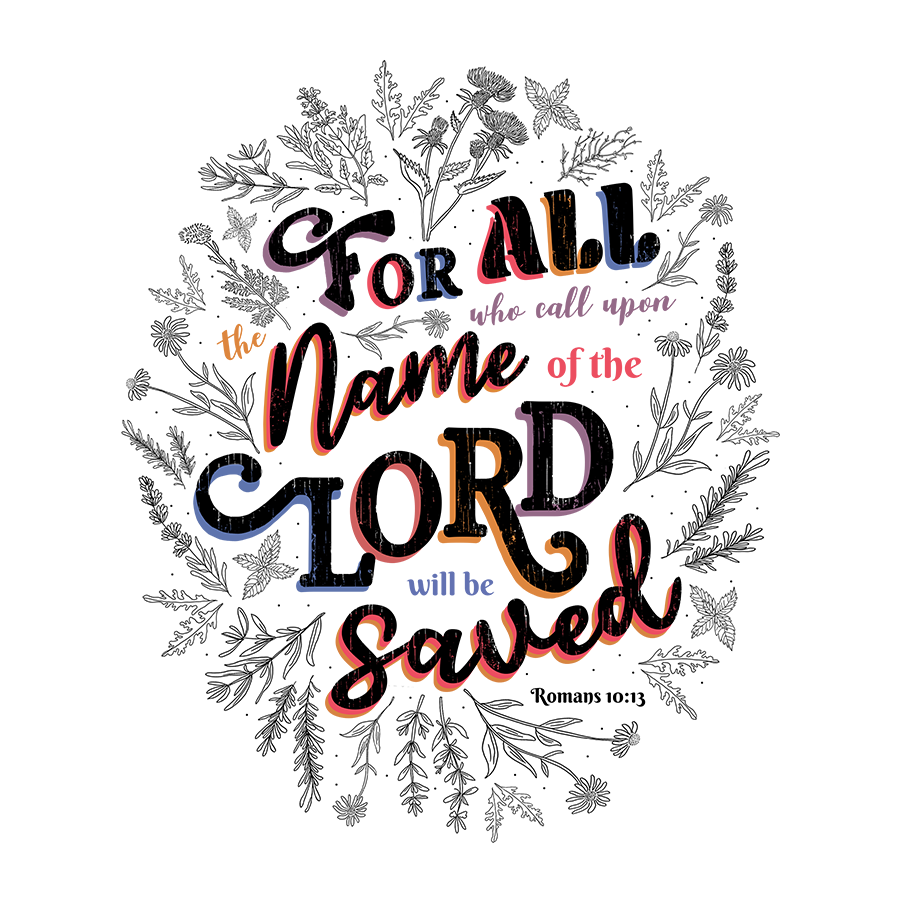 For ALL
who call upon
the Name of the
LORD
will be
saved
Romans 10:13